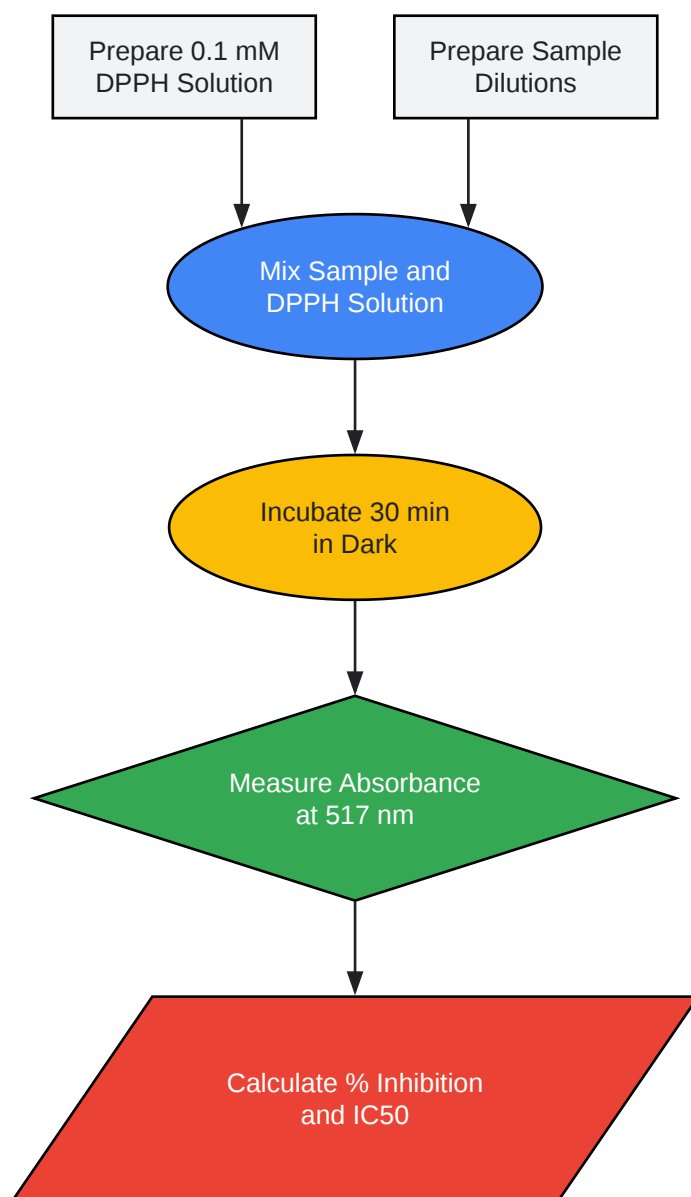 Prepare 0.1 mM
DPPH Solution
Prepare Sample
Dilutions
Mix Sample and
DPPH Solution
Incubate 30 min
in Dark
Measure Absorbance
at 517 nm
Calculate % Inhibition
and IC50